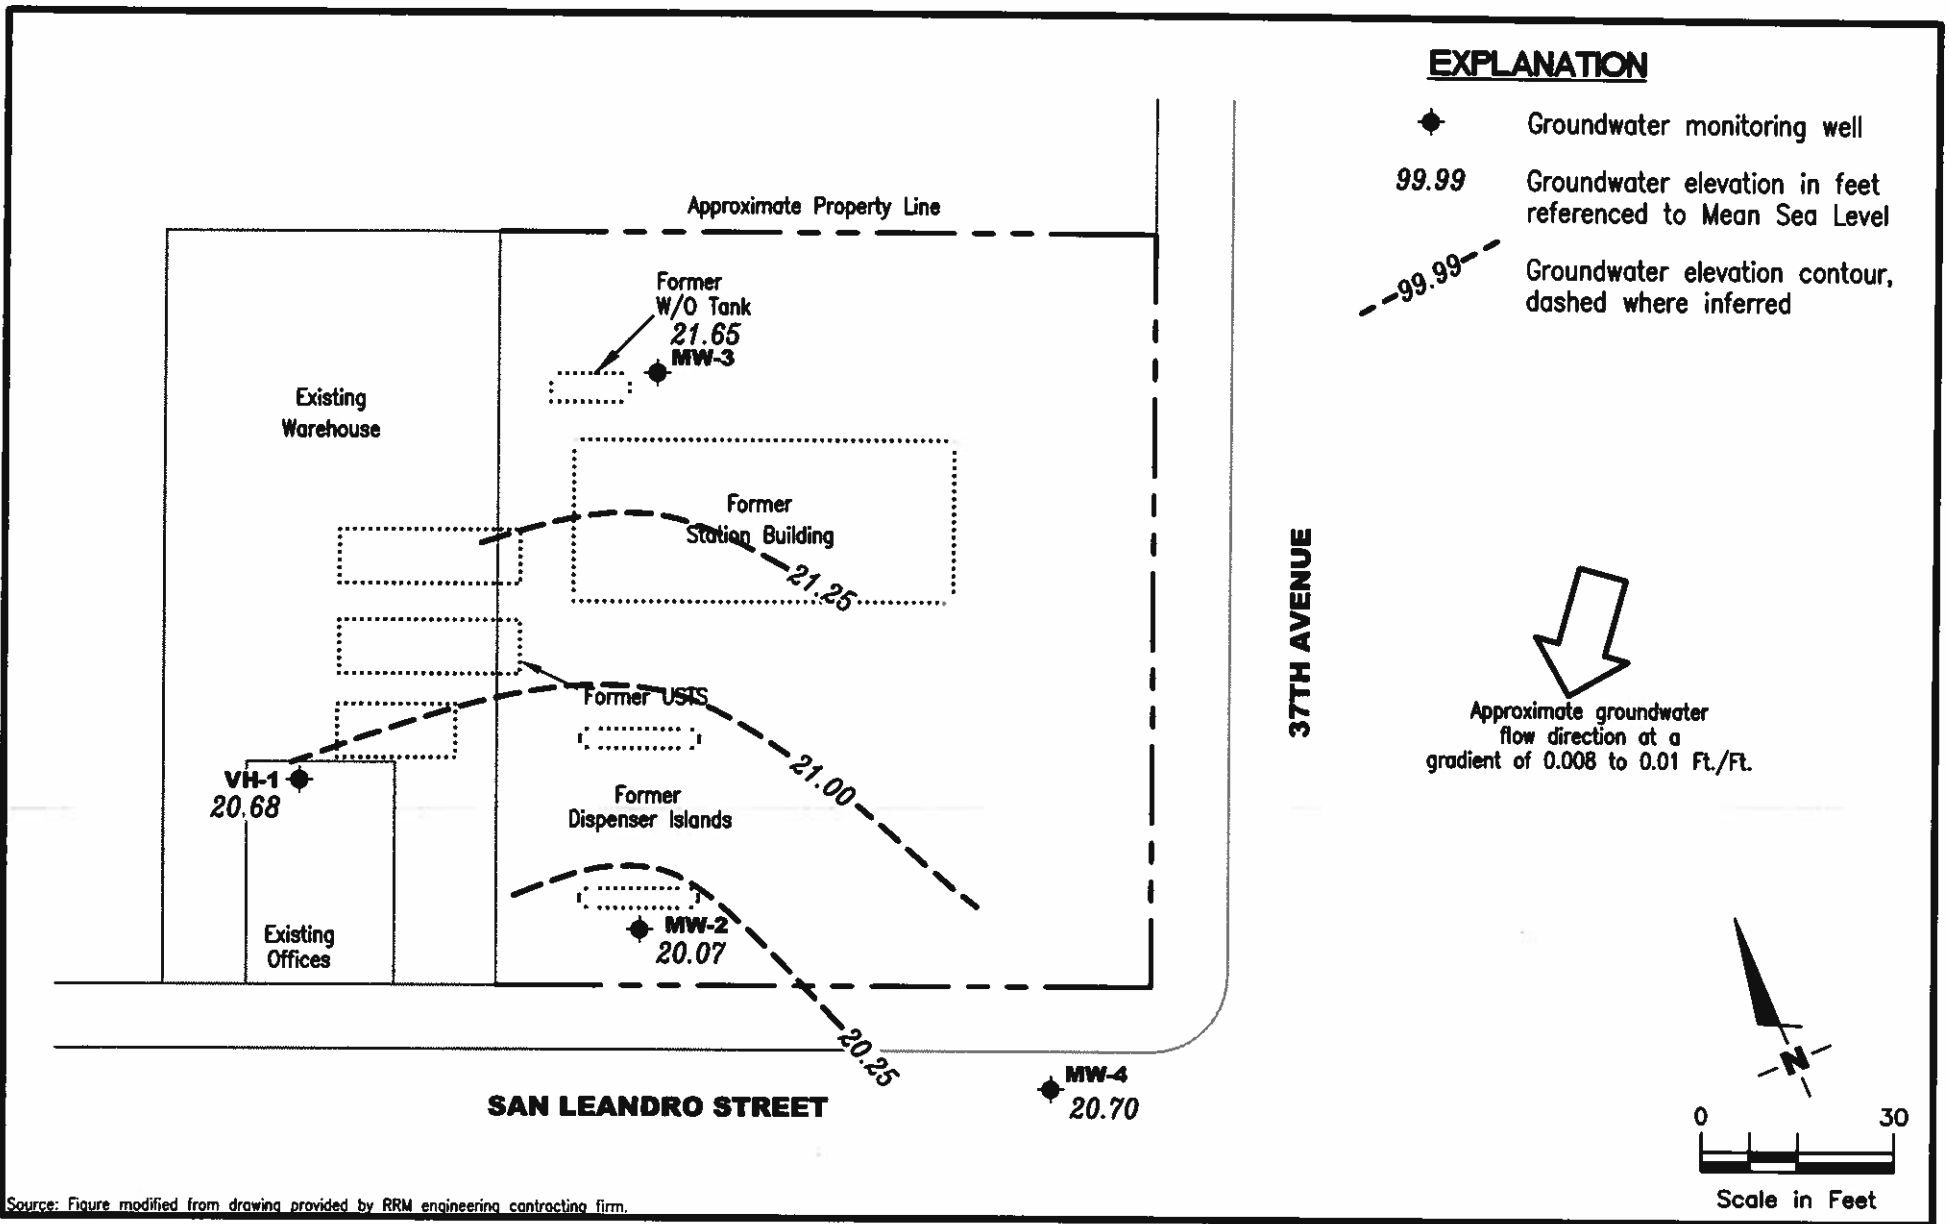 EXPLANATION
Groundwater monitoring well
99.99
Groundwater elevation in feet
referenced to Mean Sea Level
99.99
Groundwater elevation contour,
dashed where inferred
Approximate Property Line
Former
W/O Tank
21.65
MW-3
Existing
Warehouse
Former
Station Building
21.25
37TH AVENUE
Former USTS
Approximate groundwater
flow direction at a
gradient of 0.008 to 0.01 Ft./Ft.
VH-1
20.68
21.00
Former
Dispenser Islands
MW-2
20.07
Existing
Offices
20.25
MW-4
20.70
SAN LEANDRO STREET
N
0 30
Scale in Feet
Source: Figure modified from drawing provided by RRM engineering contracting firm.